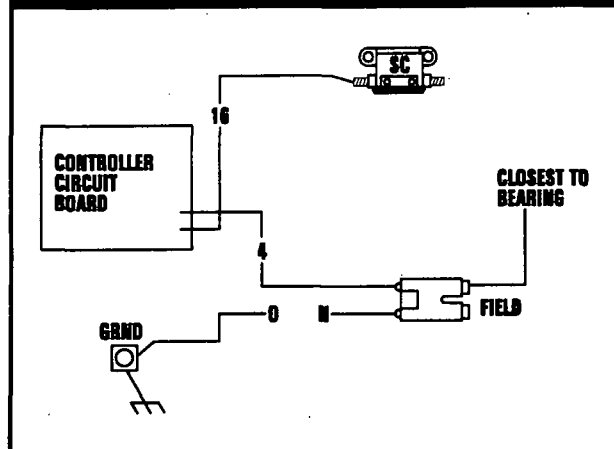 SC
16
CONTROLLER
CIRCUIT
BOARD
CLOSEST TO
BEARING
4
0 N
FIELD
GRND